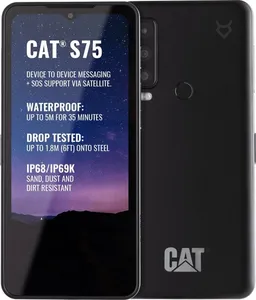 CAT® S75
DEVICE TO DEVICE MESSAGING
+ SOS SUPPORT VIA SATELLITE.
WATERPROOF:
UP TO 5M FOR 35 MINUTES
DROP TESTED:
UP TO 1.8M (6FT) ONTO STEEL
IP68/IP69K
SAND, DUST AND
DIRT RESISTANT
CAT